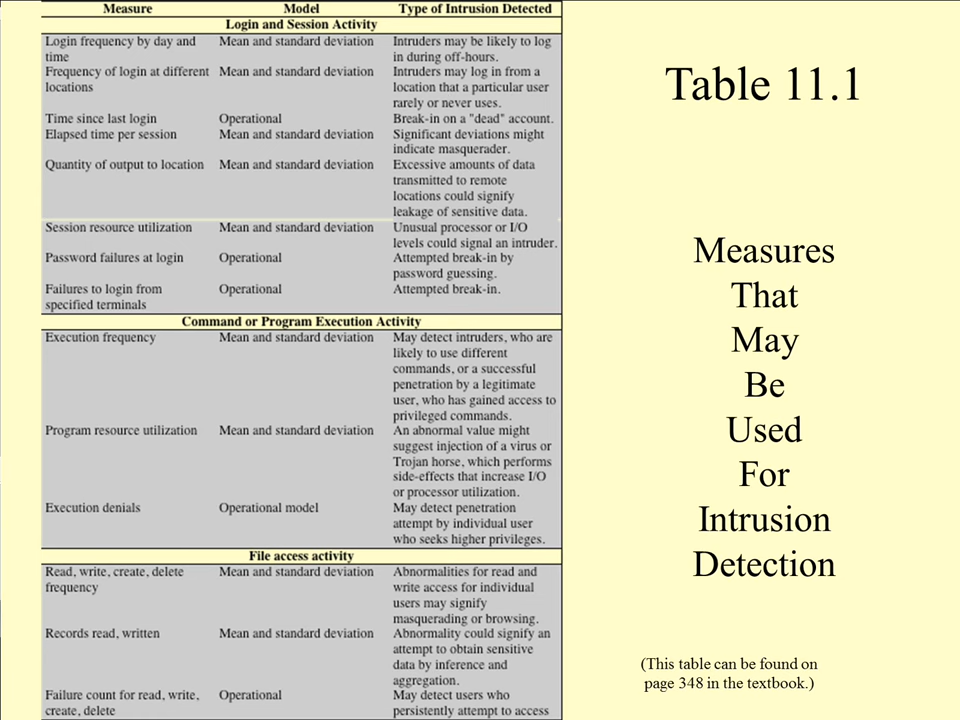 Measure Model Type of Intrusion Detected
Login and Session Activity
Login frequency by day and time Mean and standard deviation Intruders may be likely to log in during off-hours.
Frequency of login at different locations Mean and standard deviation Intruders may log in from a location that a particular user rarely or never uses.
Time since last login Operational Break-in on a "dead" account.
Elapsed time per session Mean and standard deviation Significant deviations might indicate masquerader.
Quantity of output to location Mean and standard deviation Excessive amounts of data transmitted to remote locations could signify leakage of sensitive data.
Session resource utilization Mean and standard deviation Unusual processor or I/O levels could signal an intruder.
Password failures at login Operational Attempted break-in by password guessing.
Failures to login from specified terminals Operational Attempted break-in.
Command or Program Execution Activity
Execution frequency Mean and standard deviation May detect intruders, who are likely to use different commands, or a successful penetration by a legitimate user, who has gained access to privileged commands.
Program resource utilization Mean and standard deviation An abnormal value might suggest injection of a virus or Trojan horse, which performs side-effects that increase I/O or processor utilization.
Execution denials Operational model May detect penetration attempt by individual user who seeks higher privileges.
File access activity
Read, write, create, delete frequency Mean and standard deviation Abnormalities for read and write access for individual users may signify masquerading or browsing.
Records read, written Mean and standard deviation Abnormality could signify an attempt to obtain sensitive data by inference and aggregation.
Failure count for read, write, create, delete Operational May detect users who persistently attempt to access
Table 11.1
Measures
That
May
Be
Used
For
Intrusion
Detection
(This table can be found on
page 348 in the textbook.)